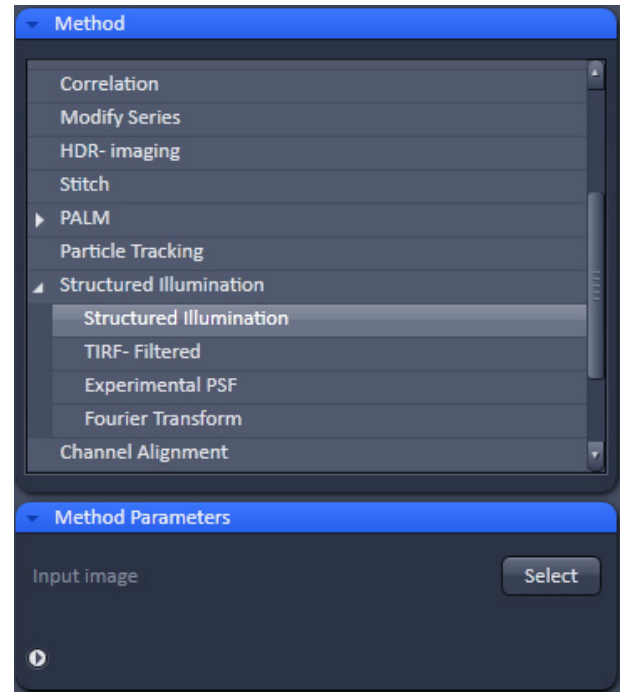 Method
Correlation
Modify Series
HDR- imaging
Stitch
PALM
Particle Tracking
Structured Illumination
Structured Illumination
TIRF- Filtered
Experimental PSF
Fourier Transform
Channel Alignment
Method Parameters
Input image Select